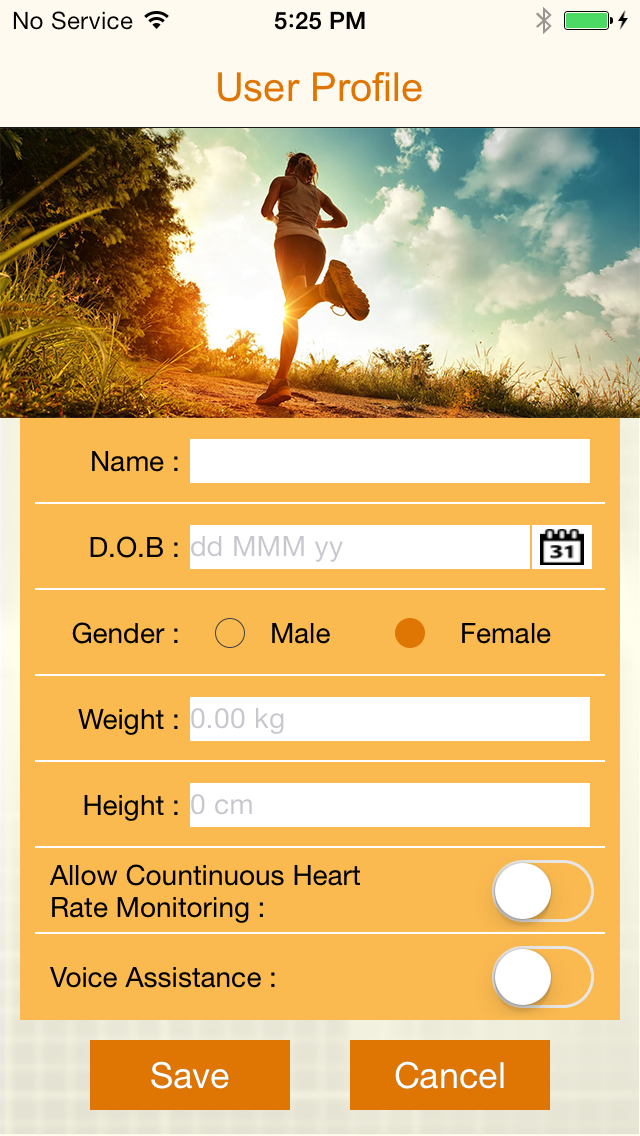 No Service 5:25 PM
User Profile
Name :
D.O.B : dd MMM yy 31
Gender : Male Female
Weight : 0.00 kg
Height : 0 cm
Allow Countinuous Heart
Rate Monitoring :
Voice Assistance :
Save Cancel